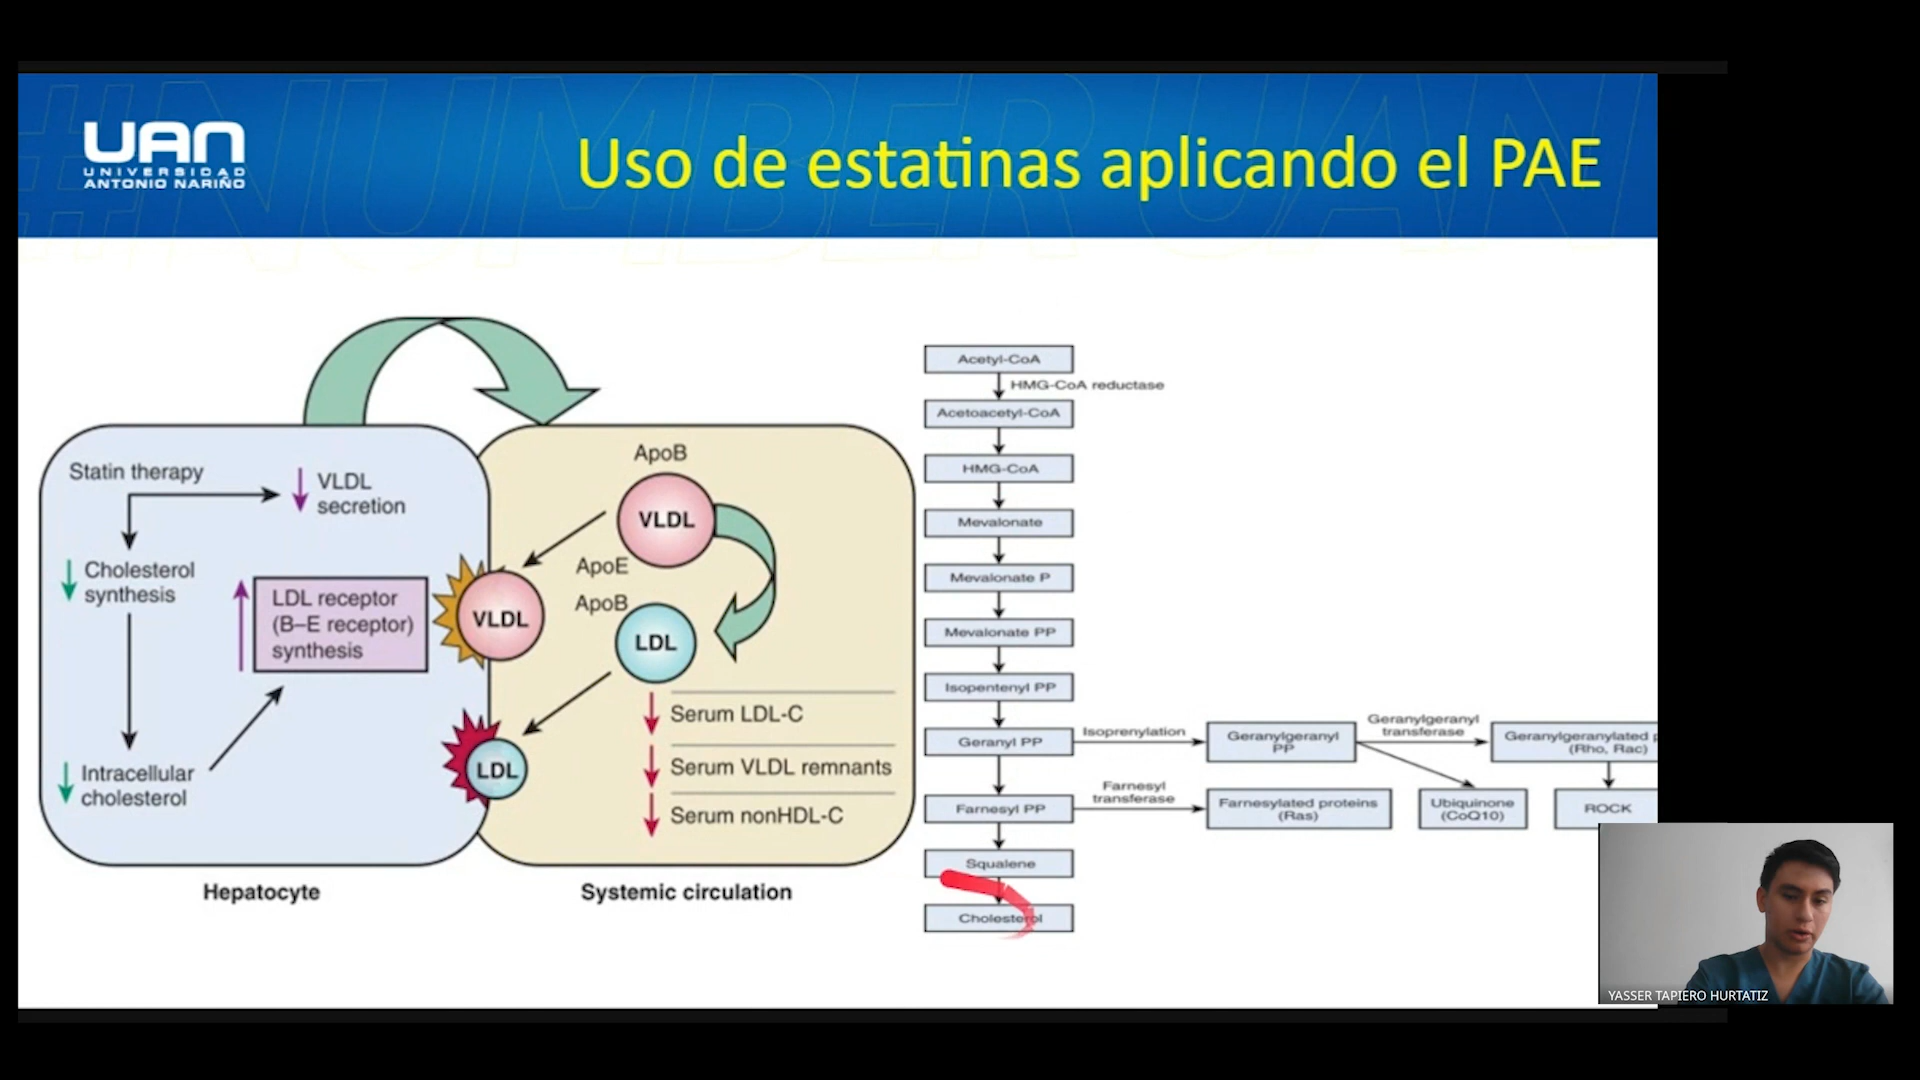 #NUMBER UAN
UAN
UNIVERSIDAD
ANTONIO NARIÑO
Uso de estatinas aplicando el PAE
Statin therapy
VLDL
secretion
Cholesterol
synthesis
LDL receptor
(B–E receptor)
synthesis
Intracellular
cholesterol
Hepatocyte
ApoB
VLDL
ApoE
ApoB
VLDL
LDL
LDL
Serum LDL-C
Serum VLDL remnants
Serum nonHDL-C
Systemic circulation
Acetyl-CoA
HMG-CoA reductase
Acetoacetyl-CoA
HMG-CoA
Mevalonate
Mevalonate P
Mevalonate PP
Isopentenyl PP
Geranyl PP
Isoprenylation
Geranylgeranyl
PP
Geranylgeranyl
transferase
Geranylgeranylated p
(Rho, Rac)
Farnesyl PP
Farnesyl
transferase
Farnesylated proteins
(Ras)
Ubiquinone
(CoQ10)
ROCK
Squalene
Cholesterol
YASSER TAPIERO HURTATIZ